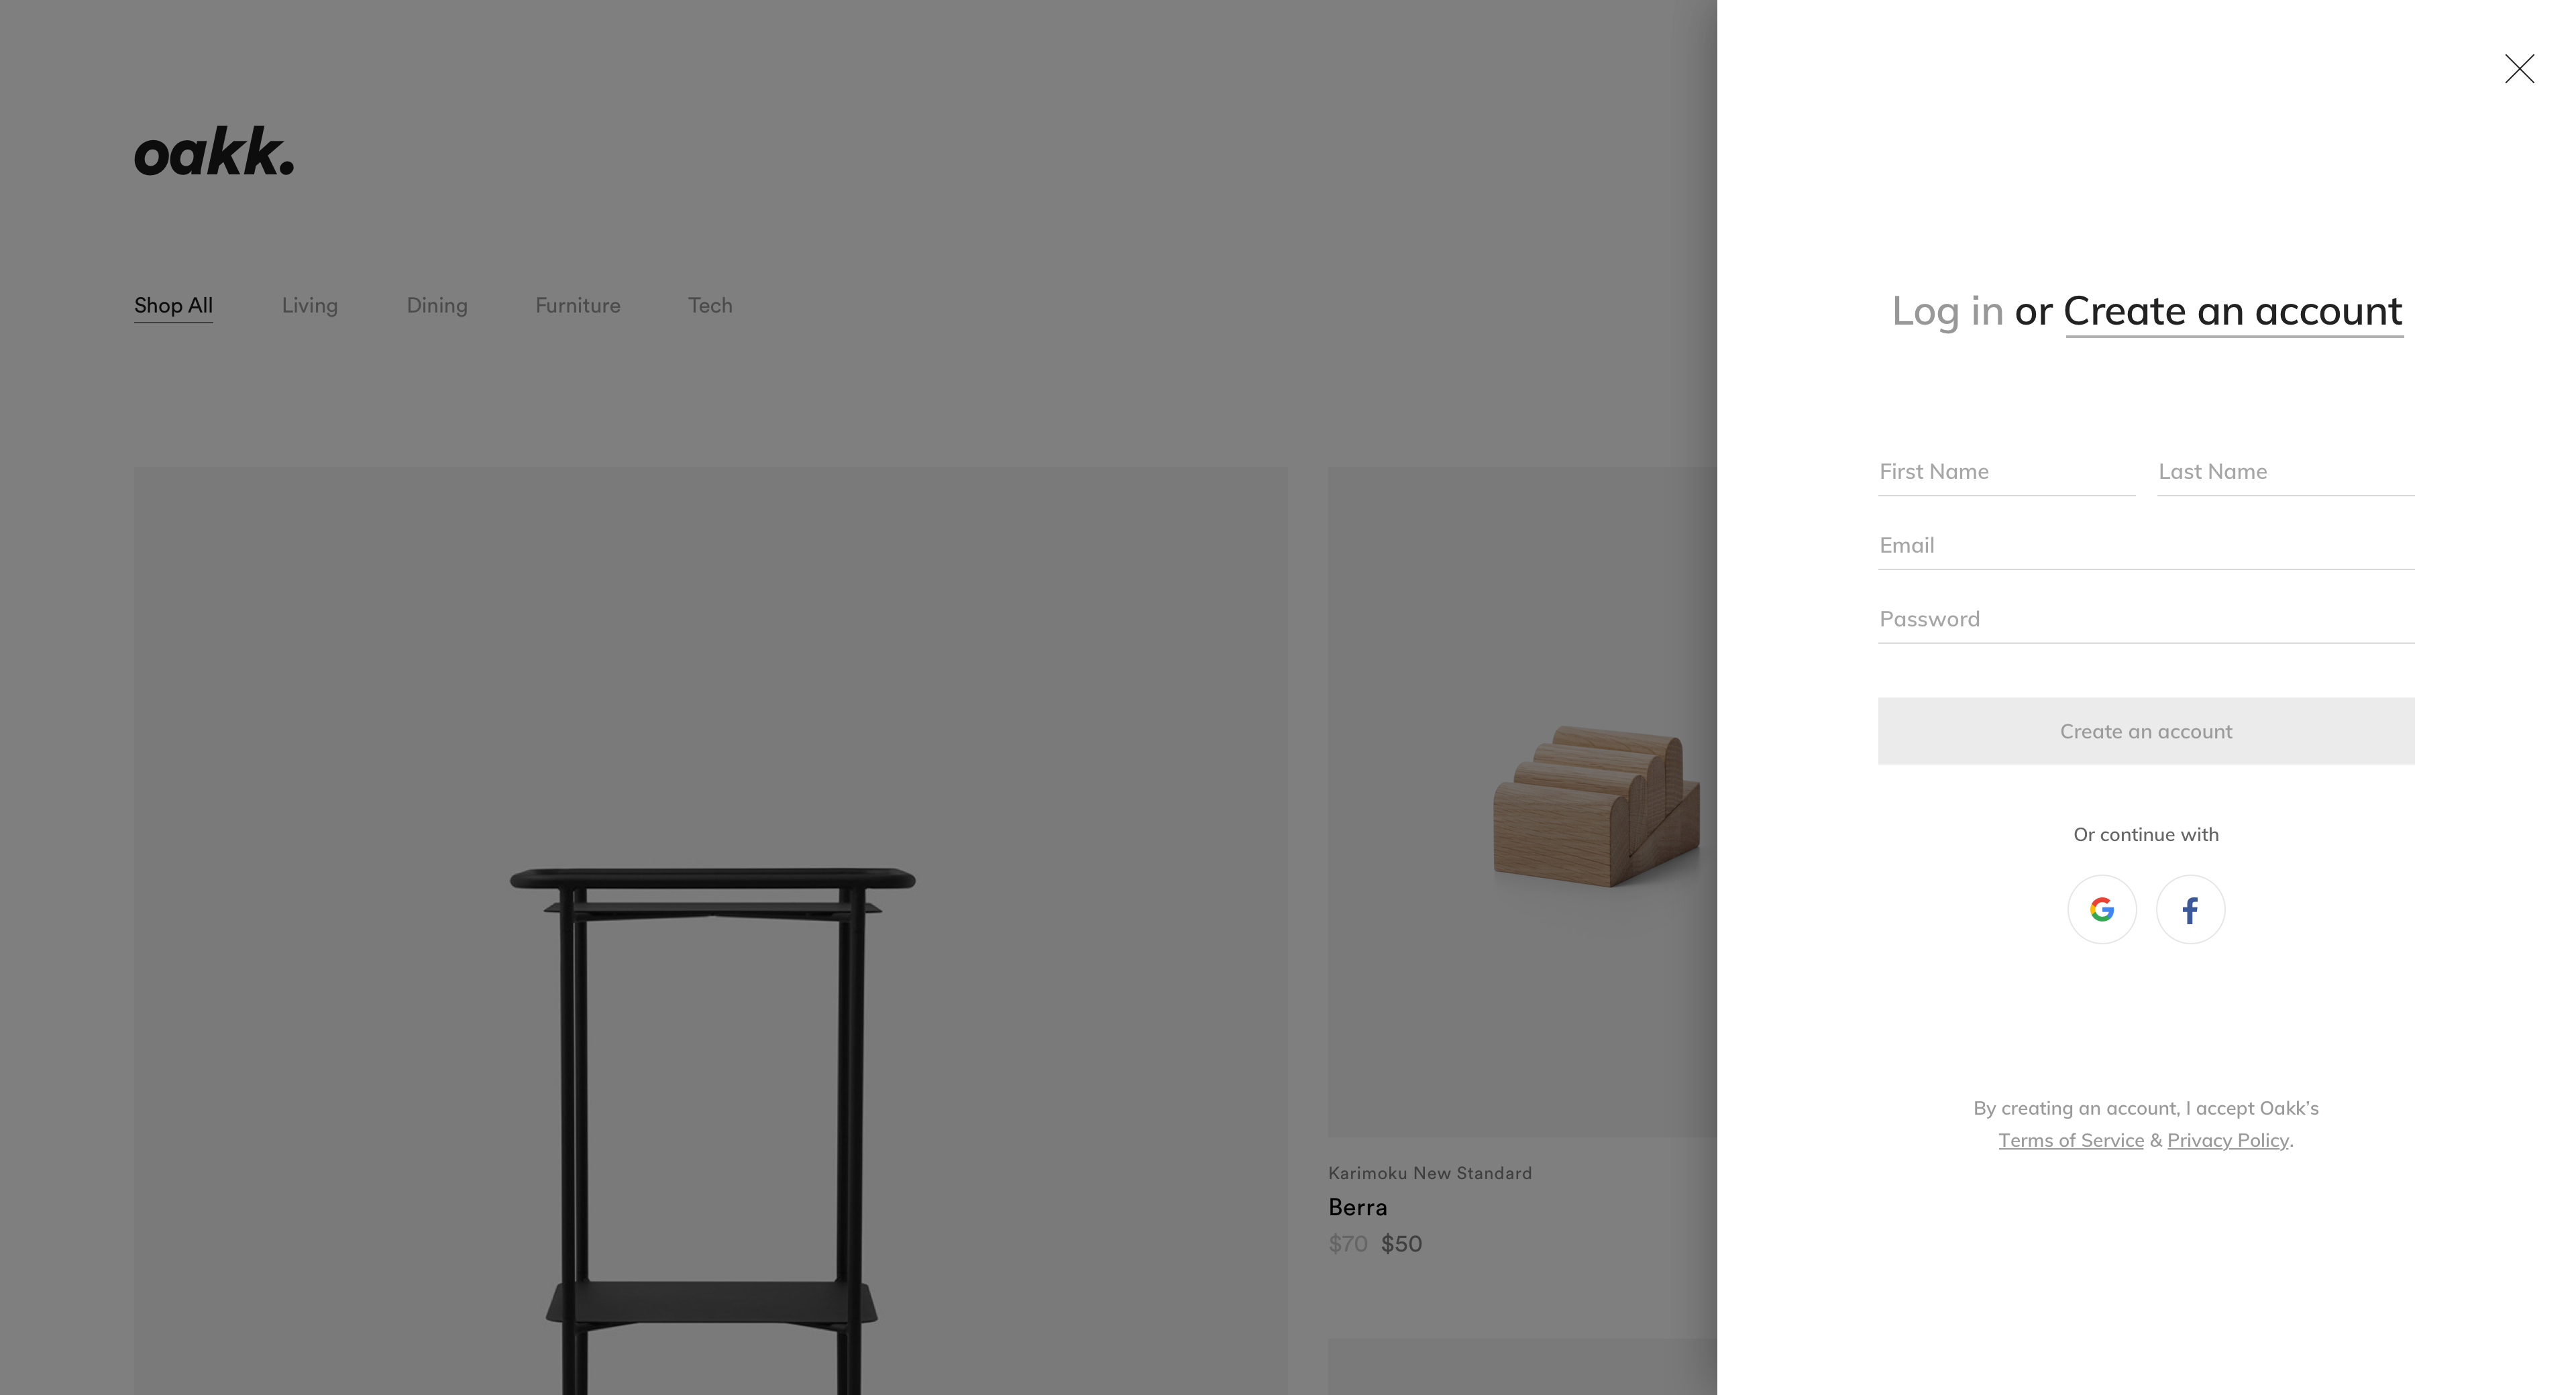 oakk.
Shop All Living Dining Furniture Tech
Karimoku New Standard
Berra
$70 $50
Log in or Create an account
First Name Last Name
Email
Password
Create an account
Or continue with
G f
By creating an account, I accept Oakk’s
Terms of Service & Privacy Policy.